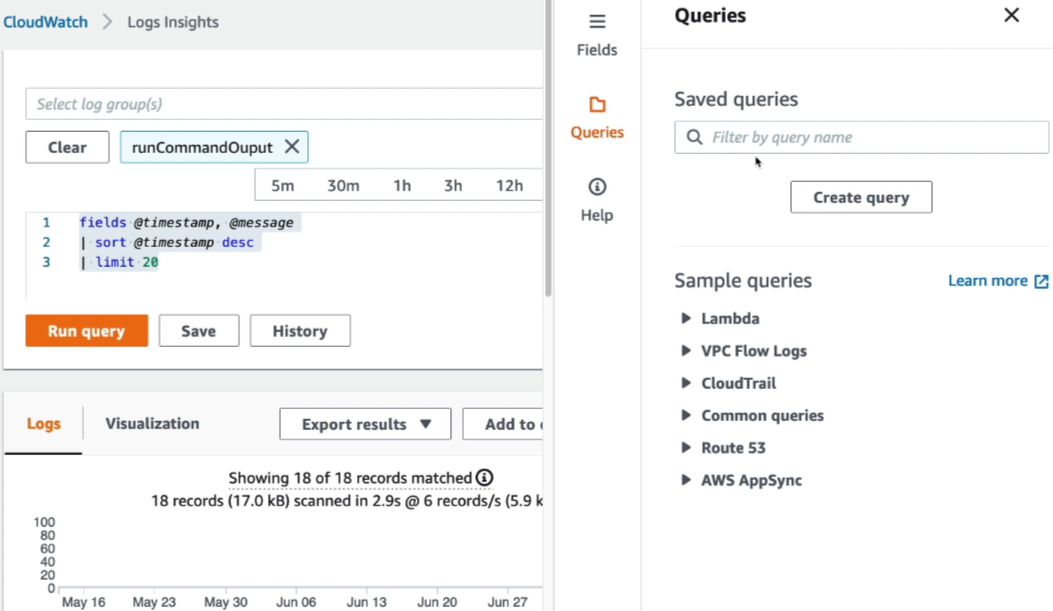 CloudWatch > Logs Insights
Select log group(s)
Clear
runCommandOuput
5m 30m 1h 3h 12h
1 fields @timestamp, @message
2 | sort @timestamp desc
3 | limit 20
Run query
Save
History
Logs
Visualization
Export results
Add to
Showing 18 of 18 records matched
18 records (17.0 kB) scanned in 2.9s @ 6 records/s (5.9 k
100
80
60
40
20
0
May 16 May 23 May 30 Jun 06 Jun 13 Jun 20 Jun 27
Fields
Queries
Help
Queries
Saved queries
Filter by query name
Create query
Sample queries
Learn more
Lambda
VPC Flow Logs
CloudTrail
Common queries
Route 53
AWS AppSync